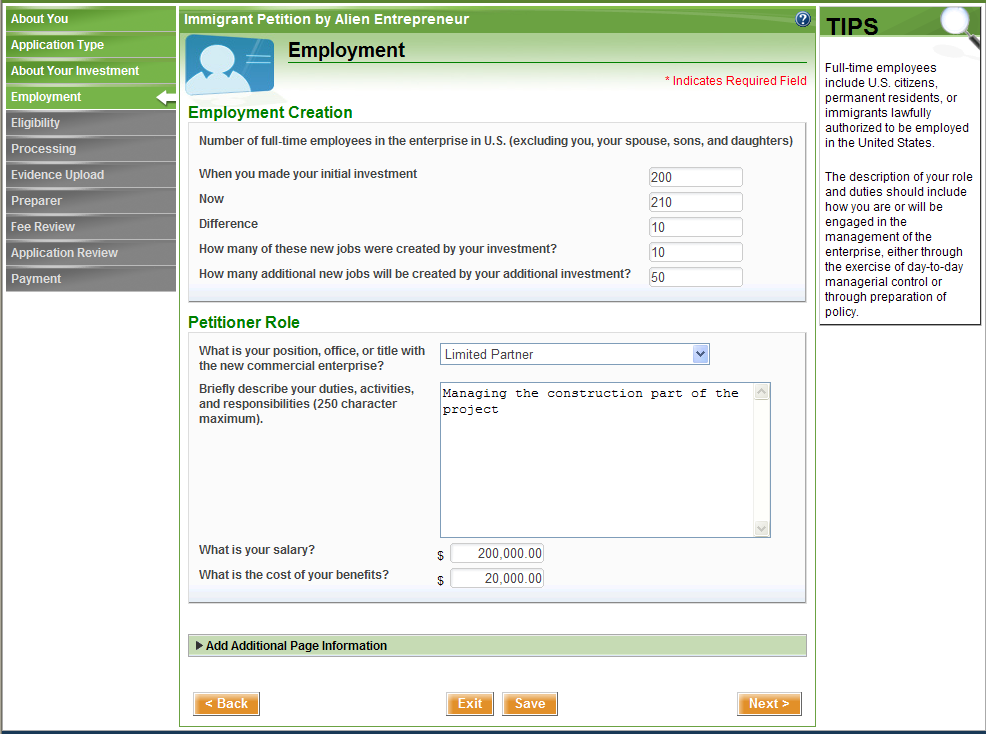 About You
Application Type
About Your Investment
Employment
Eligibility
Processing
Evidence Upload
Preparer
Fee Review
Application Review
Payment
Immigrant Petition by Alien Entrepreneur
?
Employment
* Indicates Required Field
Employment Creation
Number of full-time employees in the enterprise in U.S. (excluding you, your spouse, sons, and daughters)
When you made your initial investment 200
Now 210
Difference 10
How many of these new jobs were created by your investment? 10
How many additional new jobs will be created by your additional investment? 50
Petitioner Role
What is your position, office, or title with
the new commercial enterprise?
Limited Partner
Briefly describe your duties, activities,
and responsibilities (250 character
maximum).
Managing the construction part of the
project
What is your salary? $ 200,000.00
What is the cost of your benefits? $ 20,000.00
Add Additional Page Information
< Back Exit Save Next >
TIPS
Full-time employees
include U.S. citizens,
permanent residents, or
immigrants lawfully
authorized to be employed
in the United States.
The description of your role
and duties should include
how you are or will be
engaged in the
management of the
enterprise, either through
the exercise of day-to-day
managerial control or
through preparation of
policy.